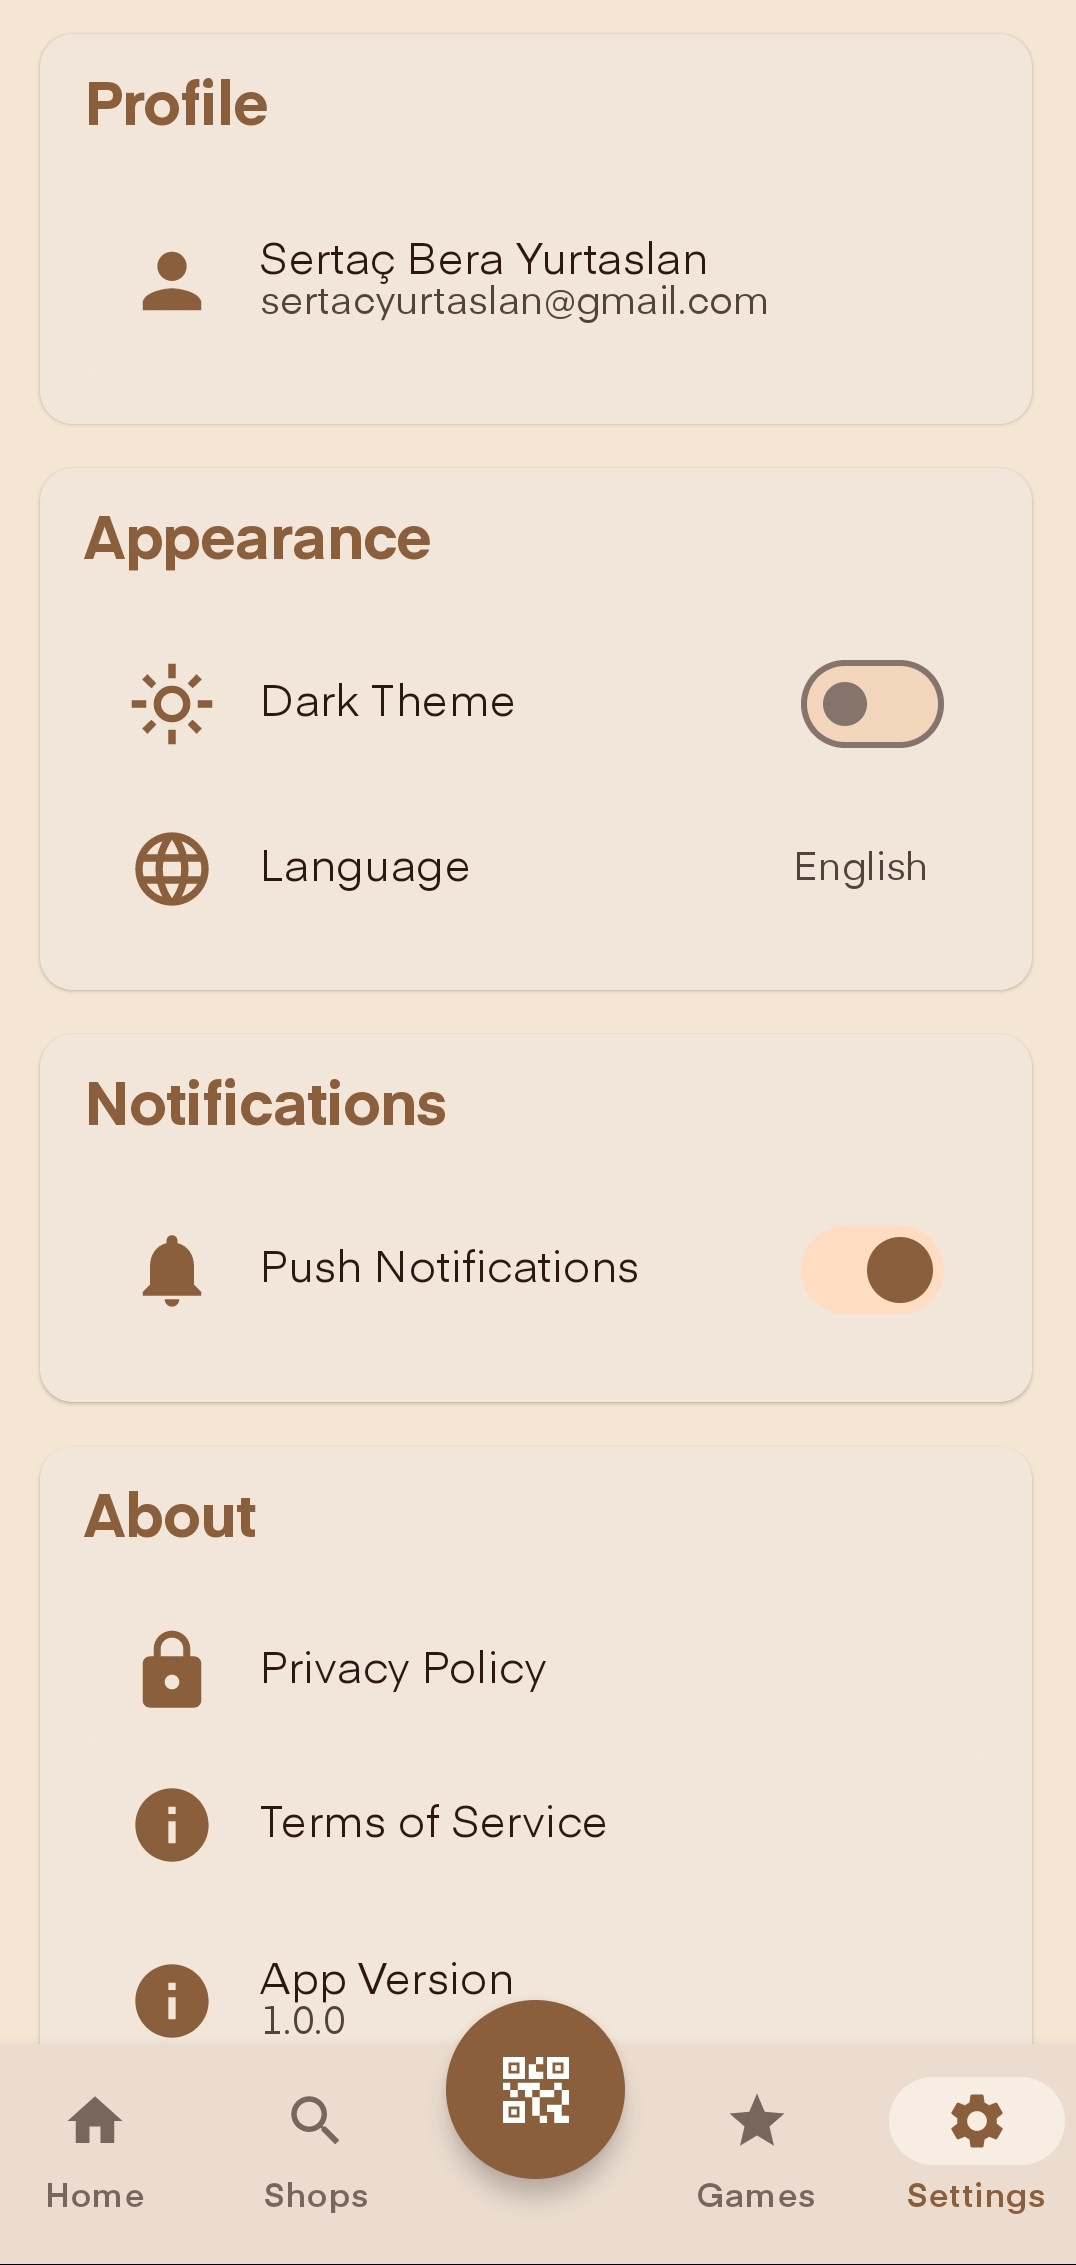 Profile
Sertaç Bera Yurtaslan
sertacyurtaslan@gmail.com
Appearance
Dark Theme
Language
English
Notifications
Push Notifications
About
Privacy Policy
Terms of Service
App Version
1.0.0
Home
Shops
Games
Settings